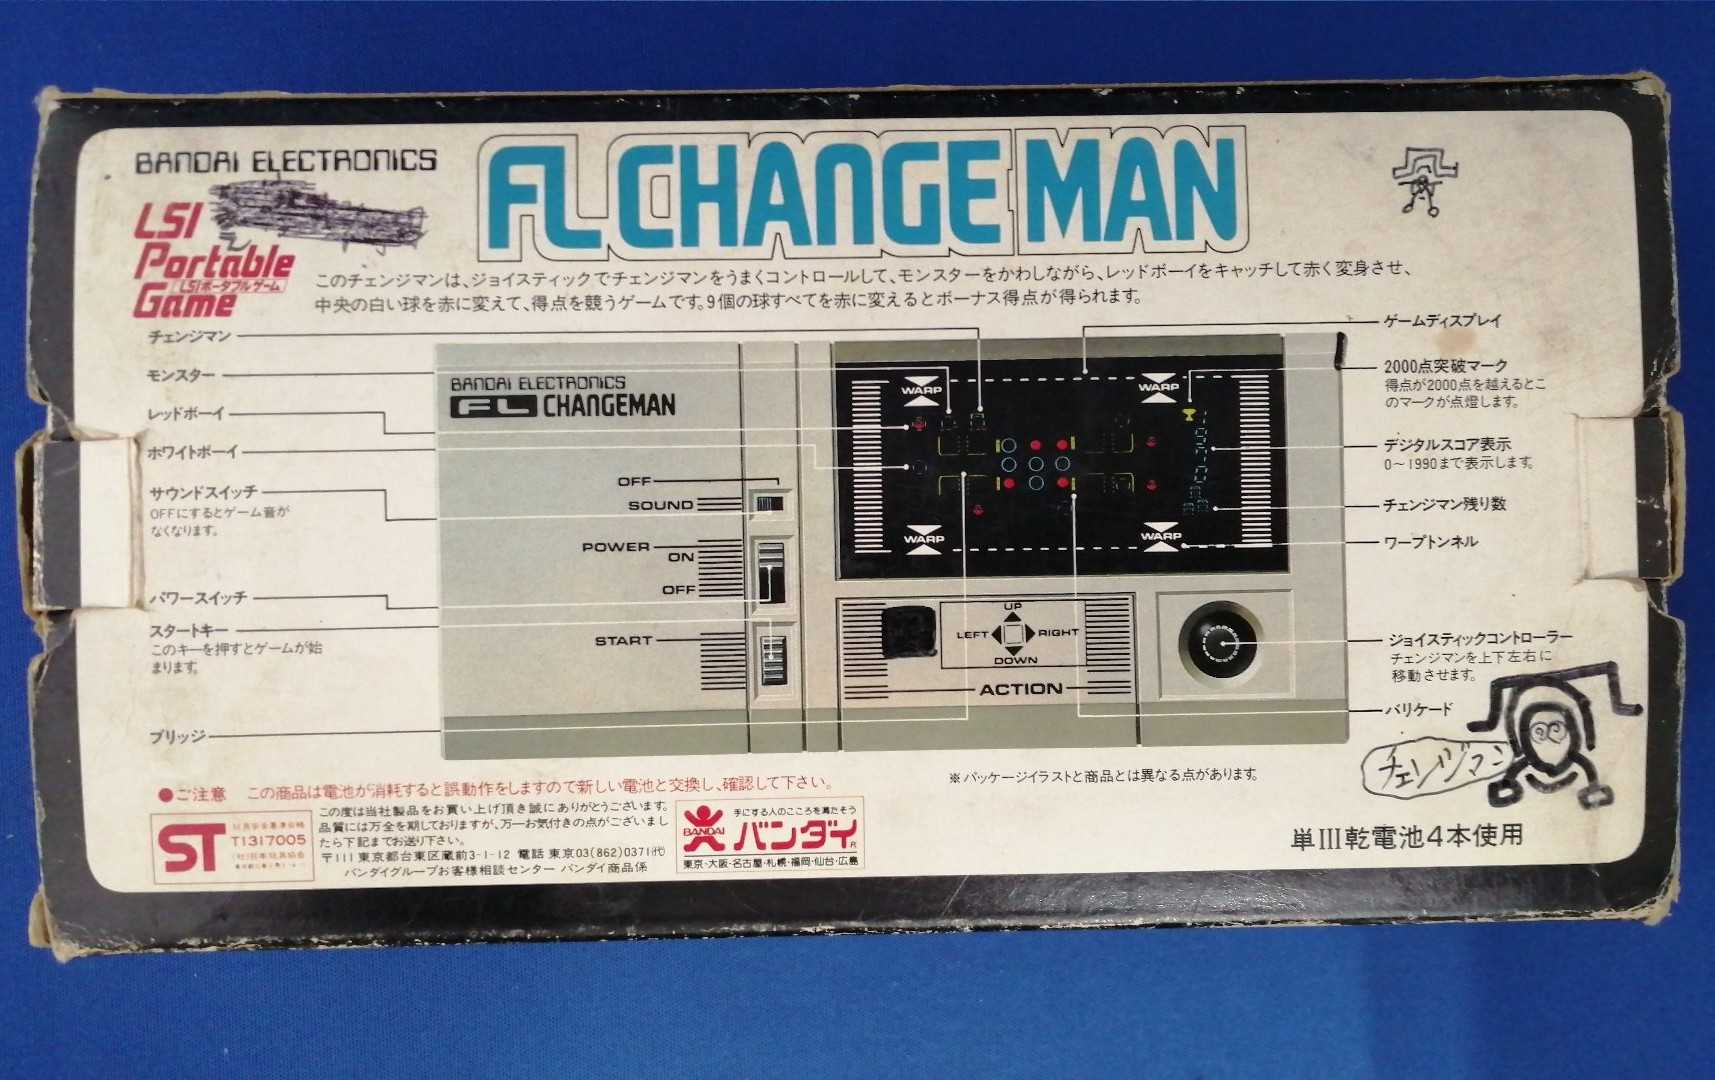 BANDAI ELECTRONICS
FL CHANGE MAN
LSI
Portable
LSIポータブルゲーム
Game
このチェンジマンは、ジョイスティックでチェンジマンをうまくコントロールして、モンスターをかわしながら、レッドボーイをキャッチして赤く変身させ、
中央の白い球を赤に変えて、得点を競うゲームです。9個の球すべてを赤に変えるとボーナス得点が得られます。
チェンジマン
モンスター
レッドボーイ
ホワイトボーイ
サウンドスイッチ
OFFにするとゲーム音が
なくなります。
パワースイッチ
スタートキー
このキーを押すとゲームが始
まります。
ブリッジ
BANDAI ELECTRONICS
FL CHANGEMAN
OFF
SOUND
POWER
ON
OFF
START
WARP
WARP
WARP
WARP
UP
LEFT
RIGHT
DOWN
ACTION
ゲームディスプレイ
2000点突破マーク
得点が2000点を越えるとこ
のマークが点燈します。
デジタルスコア表示
0〜1990まで表示します。
チェンジマン残り数
ワープトンネル
ジョイスティックコントローラー
チェンジマンを上下左右に
移動させます。
バリケード
チェンジマン
●ご注意 この商品は電池が消耗すると誤動作をしますので新しい電池と交換し、確認して下さい。
※パッケージイラストと商品とは異なる点があります。
ST
T1317005
この度は当社製品をお買い上げ頂き誠にありがとうございます。
品質には万全を期しておりますが、万一お気付きの点がございまし
たら下記までお送り下さい。
〒111 東京都台東区蔵前3-1-12 電話 東京03(862)0371㈹
バンダイグループお客様相談センター バンダイ商品係
手にする人のこころを満たそう
BANDAI
バンダイ
東京・大阪・名古屋・札幌・福岡・仙台・広島
単III乾電池4本使用